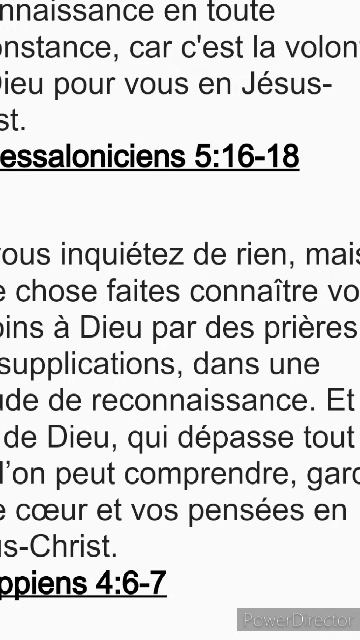 nnaissance en toute
onstance, car c'est la volon
Dieu pour vous en Jésus-
st.
essaloniciens 5:16-18
vous inquiétez de rien, mais
e chose faites connaître vo
oins à Dieu par des prières
supplications, dans une
ude de reconnaissance. Et
de Dieu, qui dépasse tout
l’on peut comprendre, gard
e cœur et vos pensées en
us-Christ.
ppiens 4:6-7
PowerDirector